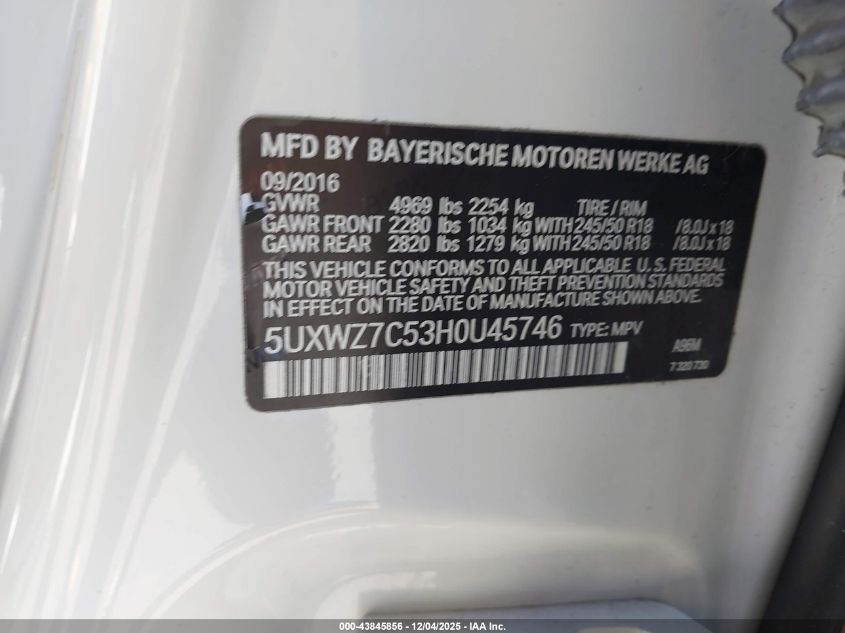 MFD BY BAYERISCHE MOTOREN WERKE AG
09/2016
GVWR 4969 lbs 2254 kg TIRE / RIM
GAWR FRONT 2280 lbs 1034 kg WITH 245/50 R18 /8.0J x 18
GAWR REAR 2820 lbs 1279 kg WITH 245/50 R18 /8.0J x 18
THIS VEHICLE CONFORMS TO ALL APPLICABLE U.S. FEDERAL
MOTOR VEHICLE SAFETY AND THEFT PREVENTION STANDARDS
IN EFFECT ON THE DATE OF MANUFACTURE SHOWN ABOVE.
5UXWZ7C53H0U45746 TYPE: MPV
A96M
7 320 730
000-43845856 - 12/04/2025 - IAA Inc.